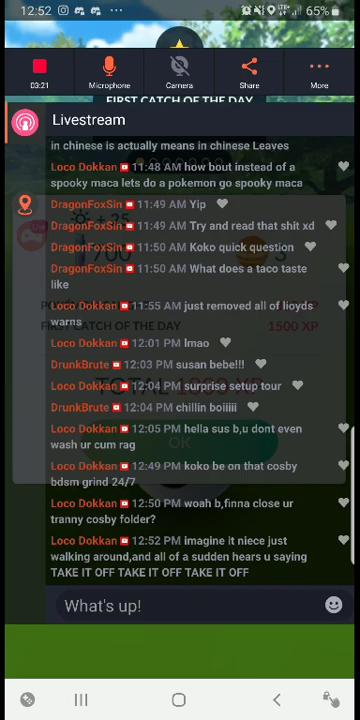 12:52
65%
03:21
Microphone
Camera
Share
More
FIRST CATCH OF THE DAY
Livestream
in chinese is actually means in chinese Leaves
Loco Dokkan 11:48 AM how bout instead of a
spooky maca lets do a pokemon go spooky maca
DragonFoxSin 11:49 AM Yip
DragonFoxSin 11:49 AM Try and read that shit xd
DragonFoxSin 11:50 AM Koko quick question
DragonFoxSin 11:50 AM What does a taco taste
like
Loco Dokkan 11:55 AM just removed all of lloyds
warns
Loco Dokkan 12:01 PM lmao
DrunkBrute 12:03 PM susan bebe!!!
Loco Dokkan 12:04 PM surprise setup tour
DrunkBrute 12:04 PM chillin boiiiii
Loco Dokkan 12:05 PM hella sus b,u dont even
wash ur cum rag
Loco Dokkan 12:49 PM koko be on that cosby
bdsm grind 24/7
Loco Dokkan 12:50 PM woah b,finna close ur
tranny cosby folder?
Loco Dokkan 12:52 PM imagine it niece just
walking around,and all of a sudden hears u saying
TAKE IT OFF TAKE IT OFF TAKE IT OFF
+ 25
700
3
FIRST CATCH OF THE DAY
1500 XP
TOTAL
XP
OK
What's up!